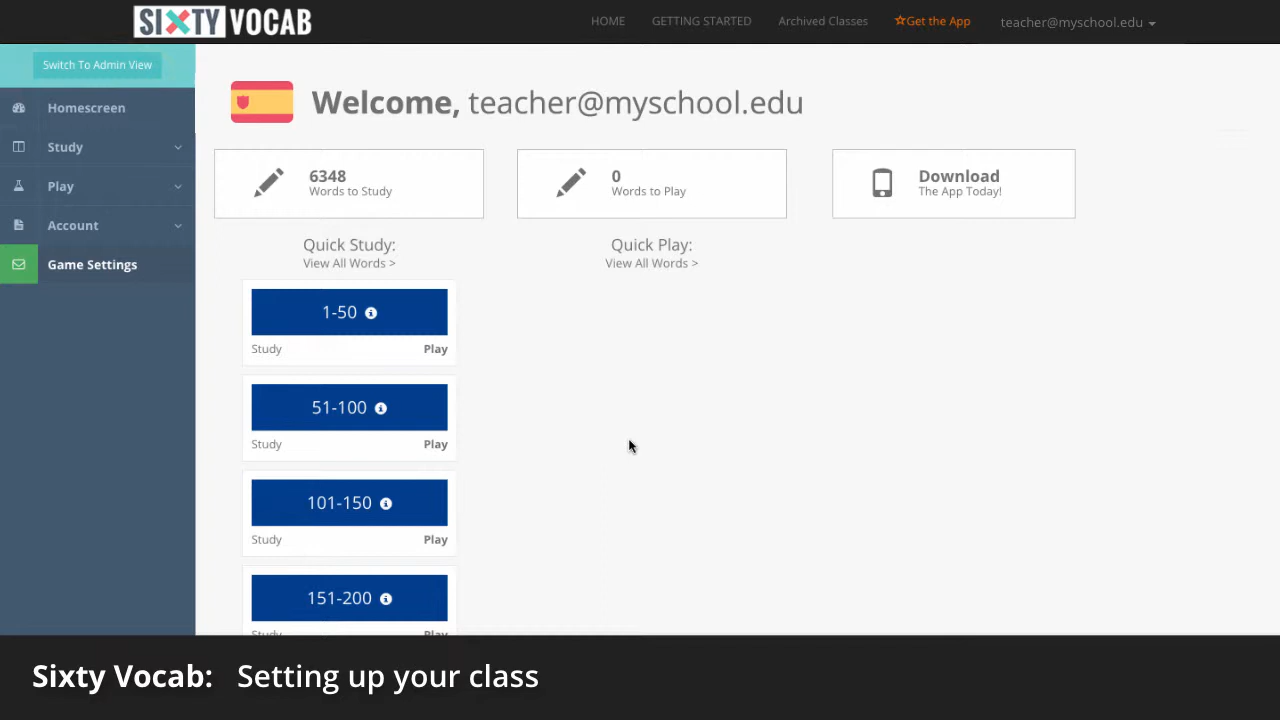 SIXTY VOCAB
HOME
GETTING STARTED
Archived Classes
Get the App
teacher@myschool.edu
Switch To Admin View
Homescreen
Study
Play
Account
Game Settings
Welcome, teacher@myschool.edu
6348
Words to Study
0
Words to Play
Download
The App Today!
Quick Study:
View All Words >
Quick Play:
View All Words >
1-50
Study Play
51-100
Study Play
101-150
Study Play
151-200
Study Play
Sixty Vocab: Setting up your class